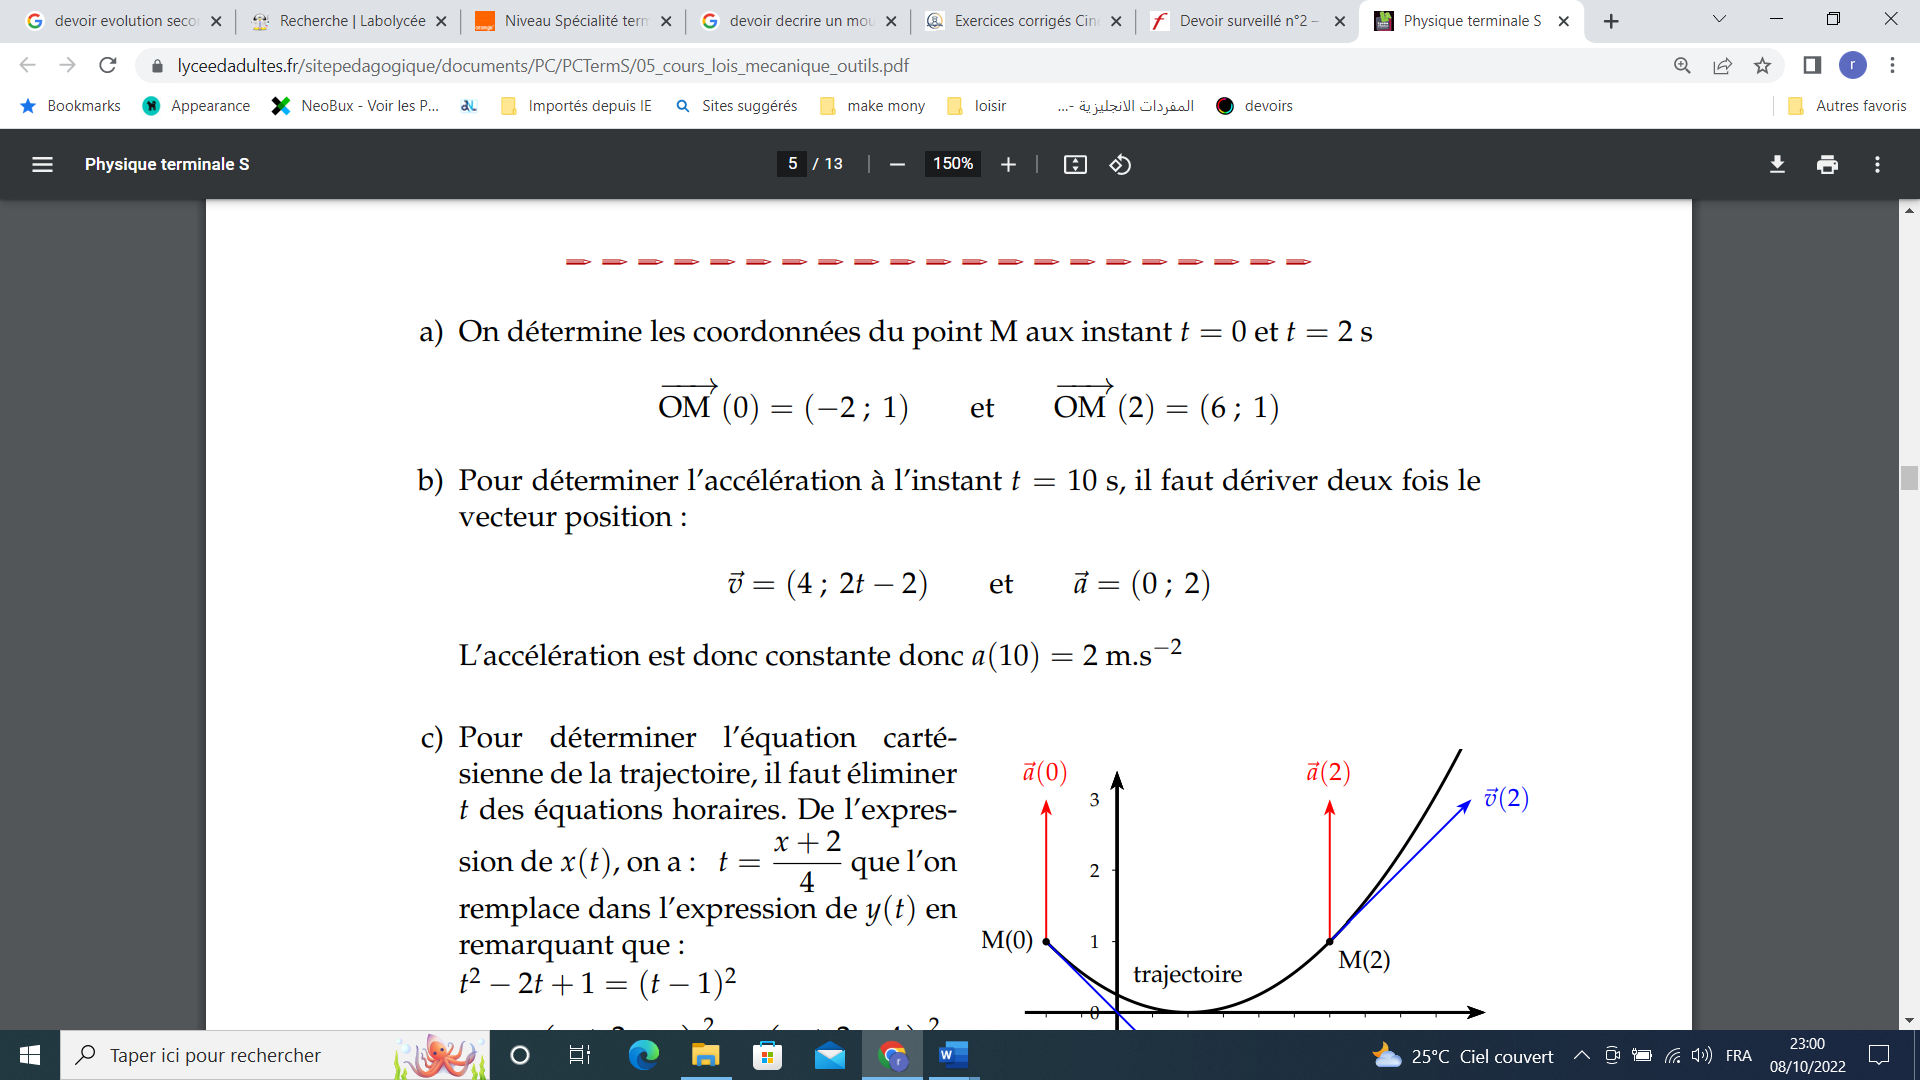 devoir evolution seco
Recherche | Labolycée
Niveau Spécialité tern
devoir decrire un mou
Exercices corrigés Cin
Devoir surveillé n°2 –
Physique terminale S
lyceedadultes.fr/sitepedagogique/documents/PC/PCTermS/05_cours_lois_mecanique_outils.pdf
r
Bookmarks
Appearance
NeoBux - Voir les P...
Importés depuis IE
Sites suggérés
make mony
loisir
المفردات الانجليزية -...
devoirs
Autres favoris
Physique terminale S
5 / 13
150%
a) On détermine les coordonnées du point M aux instant t = 0 et t = 2 s
OM (0) = (−2 ; 1) et OM (2) = (6 ; 1)
b) Pour déterminer l'accélération à l'instant t = 10 s, il faut dériver deux fois le
vecteur position :
v⃗ = (4 ; 2t − 2) et a⃗ = (0 ; 2)
L'accélération est donc constante donc a(10) = 2 m.s⁻²
c) Pour déterminer l'équation carté-
sienne de la trajectoire, il faut éliminer
t des équations horaires. De l'expres-
sion de x(t), on a : t = (x + 2)/4 que l'on
remplace dans l'expression de y(t) en
remarquant que :
t² − 2t + 1 = (t − 1)²
a⃗(0)
a⃗(2)
v⃗(2)
3
2
1
0
M(0)
M(2)
trajectoire
Taper ici pour rechercher
25°C Ciel couvert
FRA
23:00
08/10/2022